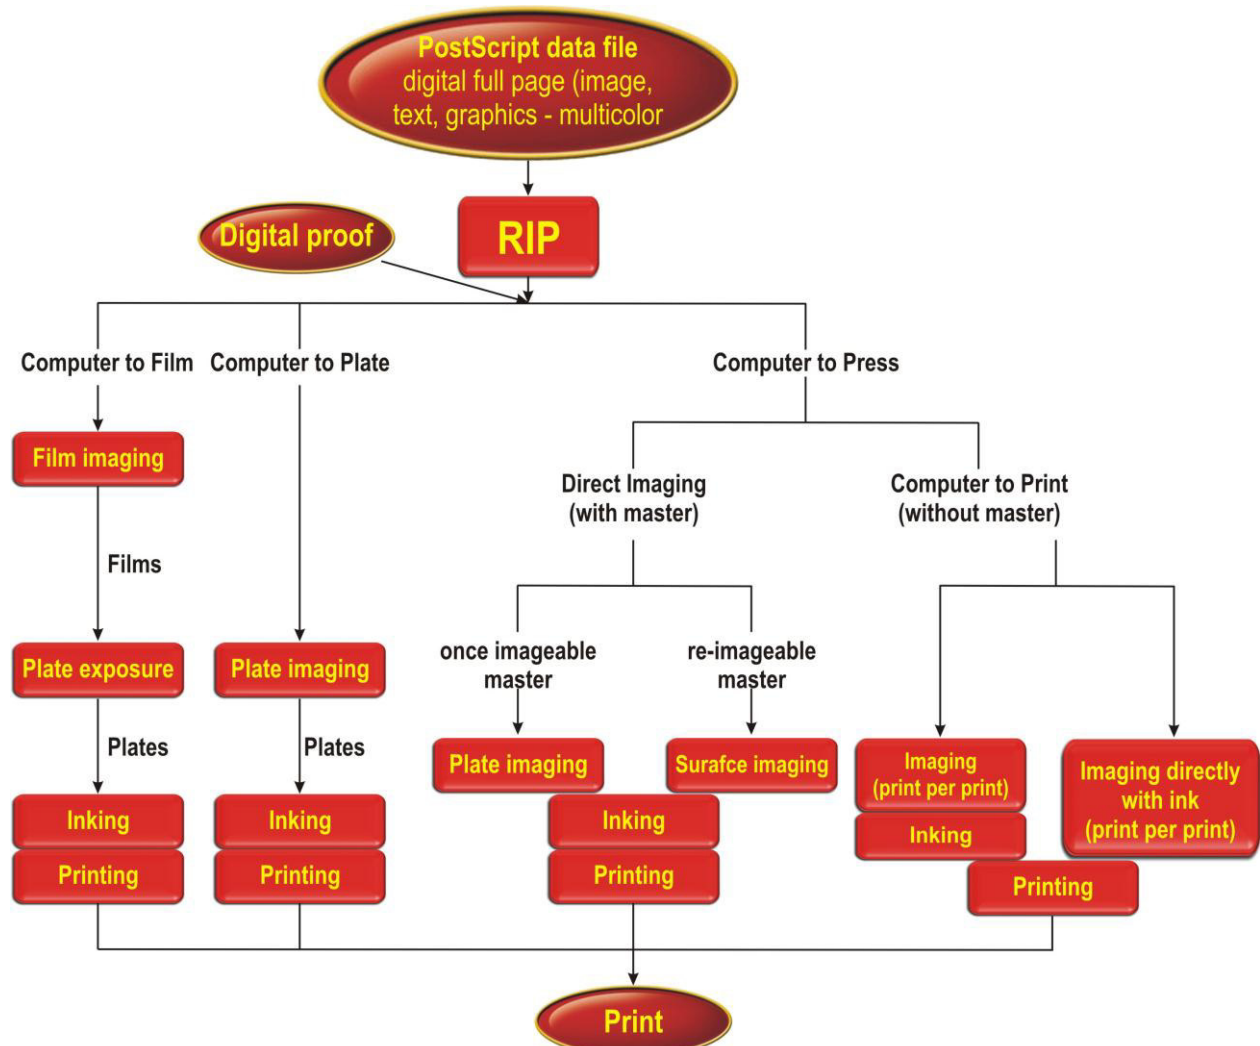 PostScript data file
digital full page (image,
text, graphics - multicolor
RIP
Digital proof
Computer to Film
Computer to Plate
Computer to Press
Film imaging
Direct Imaging
(with master)
Computer to Print
(without master)
Films
once imageable
master
re-imageable
master
Plate exposure
Plate imaging
Plates
Plates
Plate imaging
Surafce imaging
Imaging
(print per print)
Imaging directly
with ink
(print per print)
Inking
Inking
Inking
Inking
Printing
Printing
Printing
Printing
Print